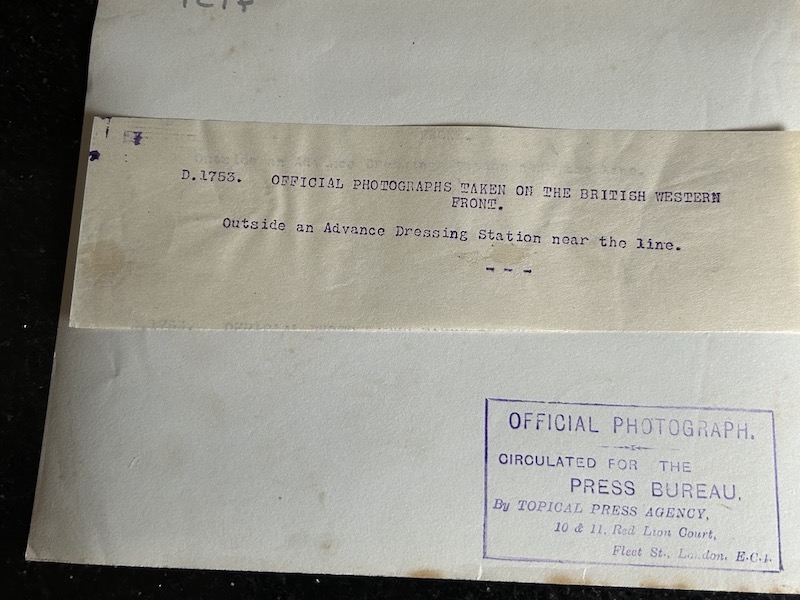 D.1753. OFFICIAL PHOTOGRAPHS TAKEN ON THE BRITISH WESTERN
FRONT.
Outside an Advance Dressing Station near the line.
- - -
OFFICIAL PHOTOGRAPH.
CIRCULATED FOR THE
PRESS BUREAU,
By TOPICAL PRESS AGENCY,
10 & 11, Red Lion Court,
Fleet St., London, E.C.4.